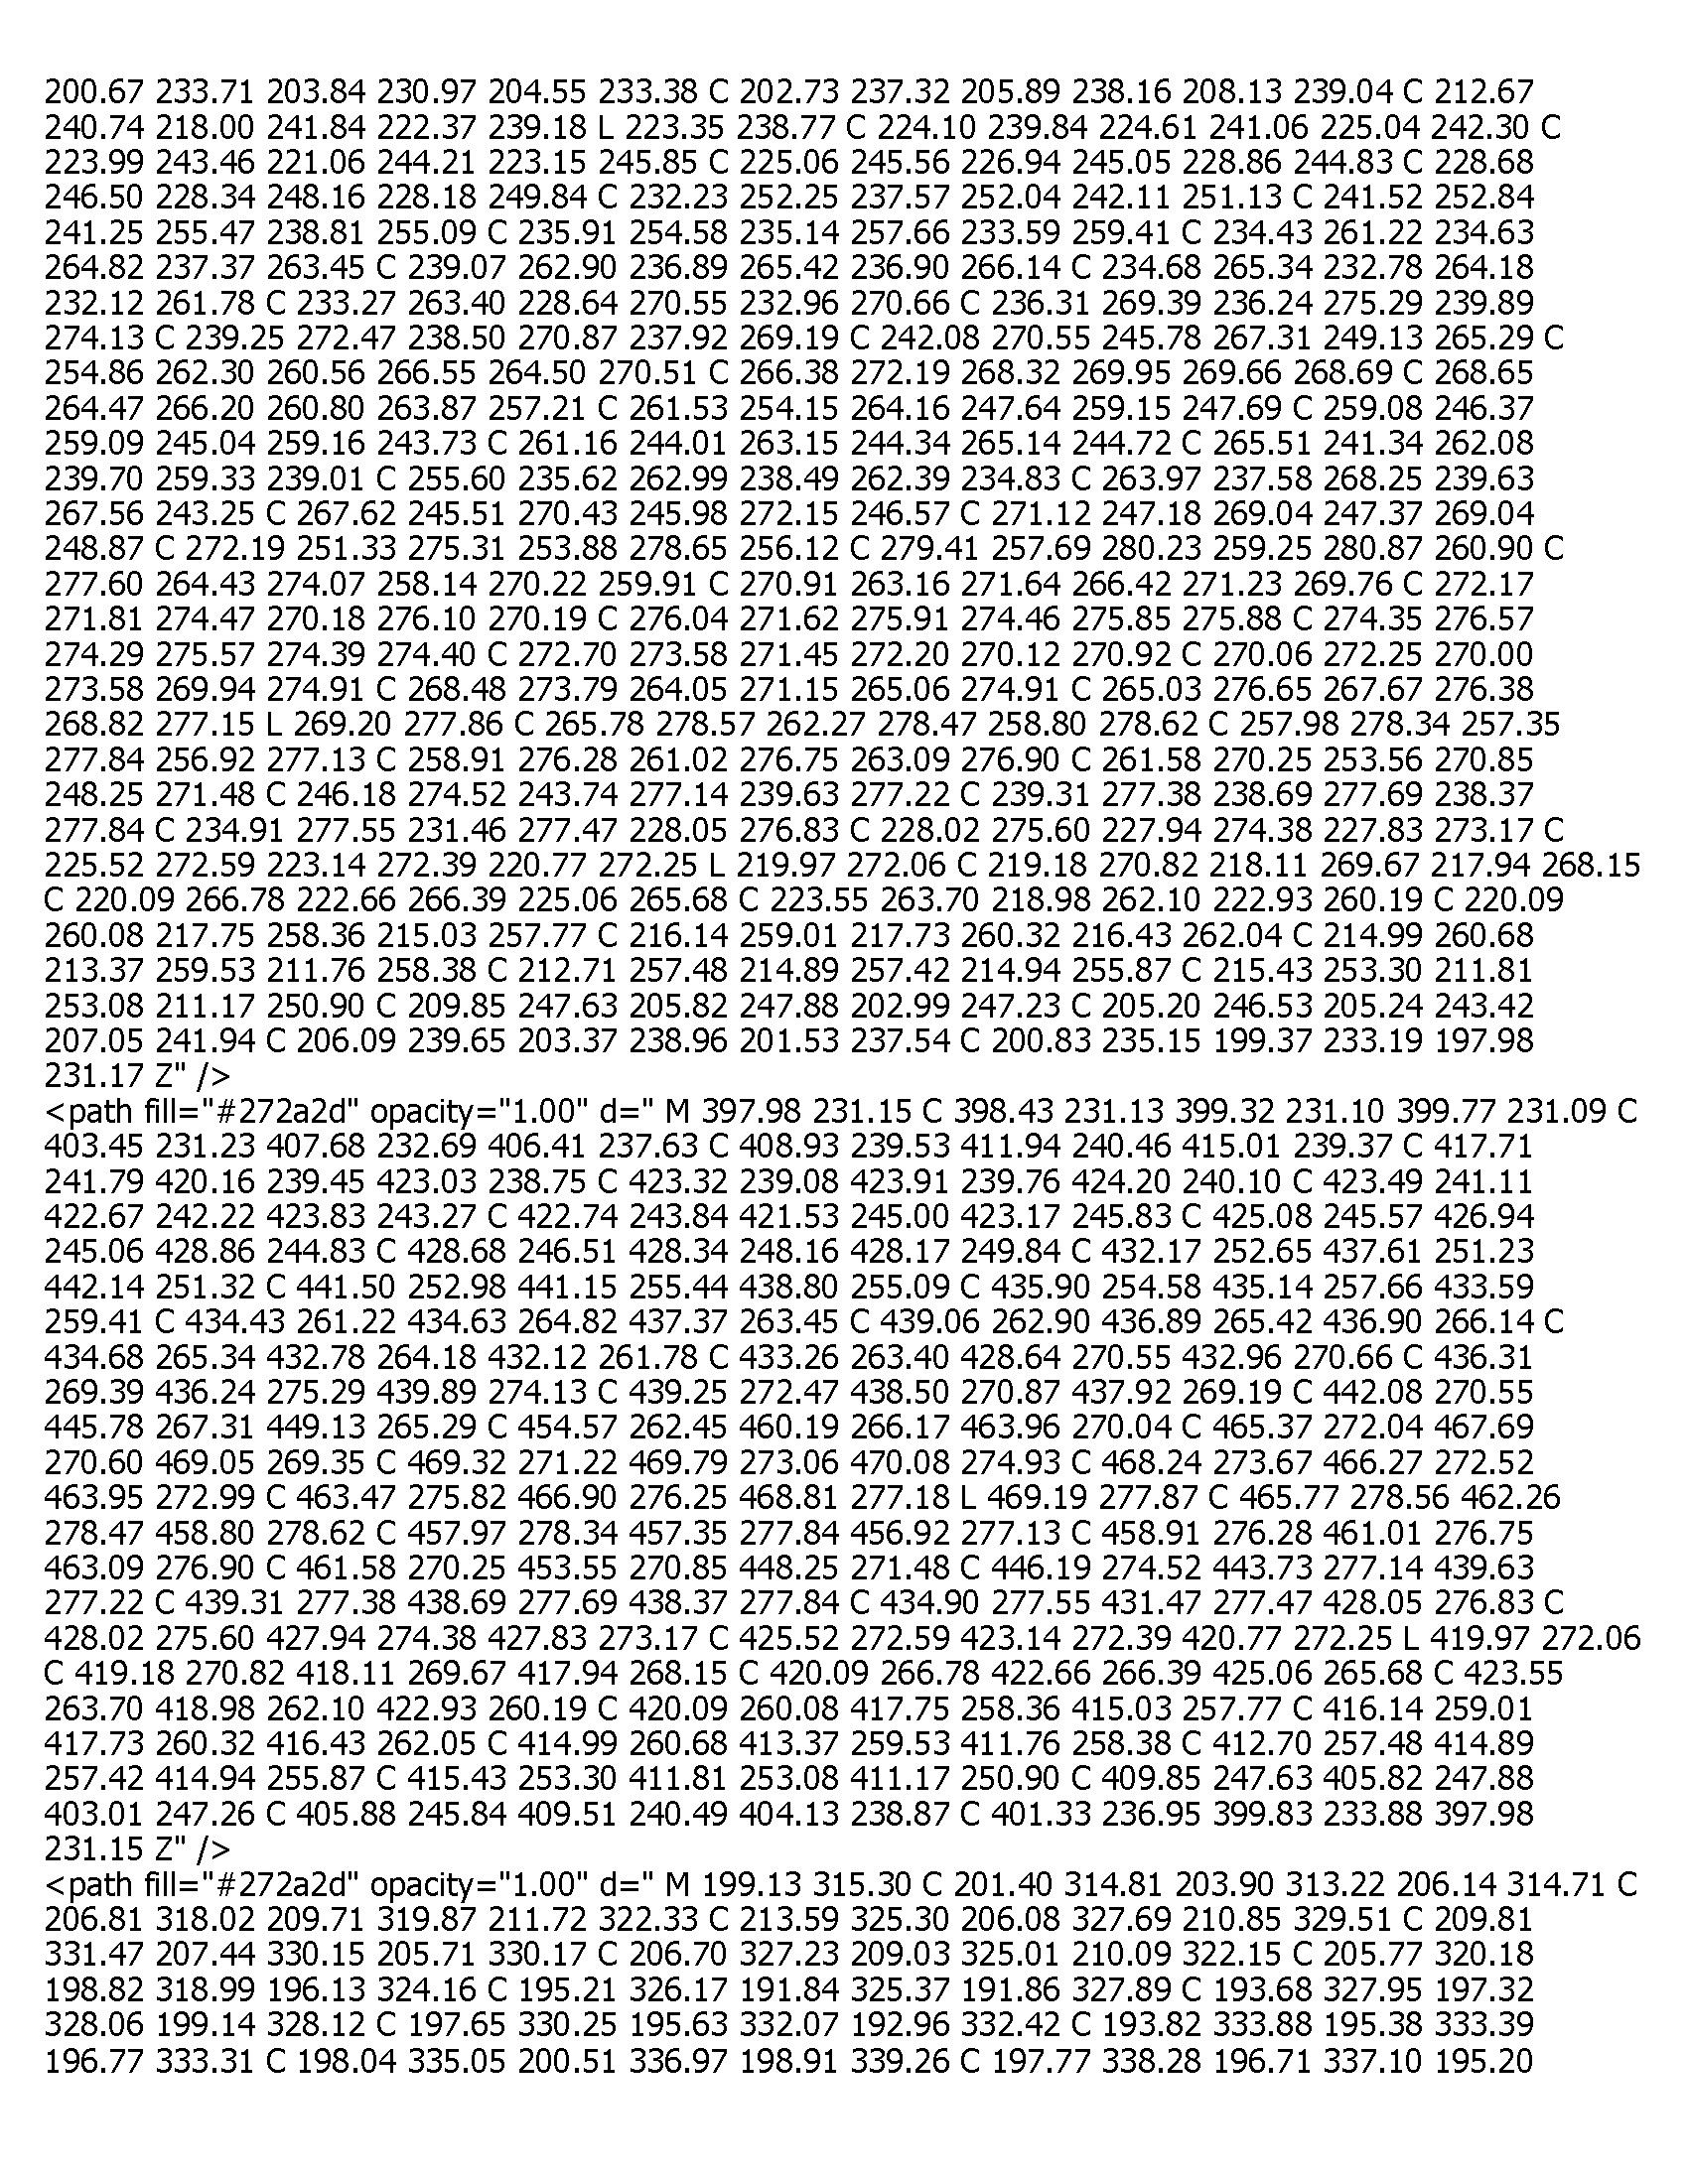 200.67 233.71 203.84 230.97 204.55 233.38 C 202.73 237.32 205.89 238.16 208.13 239.04 C 212.67
240.74 218.00 241.84 222.37 239.18 L 223.35 238.77 C 224.10 239.84 224.61 241.06 225.04 242.30 C
223.99 243.46 221.06 244.21 223.15 245.85 C 225.06 245.56 226.94 245.05 228.86 244.83 C 228.68
246.50 228.34 248.16 228.18 249.84 C 232.23 252.25 237.57 252.04 242.11 251.13 C 241.52 252.84
241.25 255.47 238.81 255.09 C 235.91 254.58 235.14 257.66 233.59 259.41 C 234.43 261.22 234.63
264.82 237.37 263.45 C 239.07 262.90 236.89 265.42 236.90 266.14 C 234.68 265.34 232.78 264.18
232.12 261.78 C 233.27 263.40 228.64 270.55 232.96 270.66 C 236.31 269.39 236.24 275.29 239.89
274.13 C 239.25 272.47 238.50 270.87 237.92 269.19 C 242.08 270.55 245.78 267.31 249.13 265.29 C
254.86 262.30 260.56 266.55 264.50 270.51 C 266.38 272.19 268.32 269.95 269.66 268.69 C 268.65
264.47 266.20 260.80 263.87 257.21 C 261.53 254.15 264.16 247.64 259.15 247.69 C 259.08 246.37
259.09 245.04 259.16 243.73 C 261.16 244.01 263.15 244.34 265.14 244.72 C 265.51 241.34 262.08
239.70 259.33 239.01 C 255.60 235.62 262.99 238.49 262.39 234.83 C 263.97 237.58 268.25 239.63
267.56 243.25 C 267.62 245.51 270.43 245.98 272.15 246.57 C 271.12 247.18 269.04 247.37 269.04
248.87 C 272.19 251.33 275.31 253.88 278.65 256.12 C 279.41 257.69 280.23 259.25 280.87 260.90 C
277.60 264.43 274.07 258.14 270.22 259.91 C 270.91 263.16 271.64 266.42 271.23 269.76 C 272.17
271.81 274.47 270.18 276.10 270.19 C 276.04 271.62 275.91 274.46 275.85 275.88 C 274.35 276.57
274.29 275.57 274.39 274.40 C 272.70 273.58 271.45 272.20 270.12 270.92 C 270.06 272.25 270.00
273.58 269.94 274.91 C 268.48 273.79 264.05 271.15 265.06 274.91 C 265.03 276.65 267.67 276.38
268.82 277.15 L 269.20 277.86 C 265.78 278.57 262.27 278.47 258.80 278.62 C 257.98 278.34 257.35
277.84 256.92 277.13 C 258.91 276.28 261.02 276.75 263.09 276.90 C 261.58 270.25 253.56 270.85
248.25 271.48 C 246.18 274.52 243.74 277.14 239.63 277.22 C 239.31 277.38 238.69 277.69 238.37
277.84 C 234.91 277.55 231.46 277.47 228.05 276.83 C 228.02 275.60 227.94 274.38 227.83 273.17 C
225.52 272.59 223.14 272.39 220.77 272.25 L 219.97 272.06 C 219.18 270.82 218.11 269.67 217.94 268.15
C 220.09 266.78 222.66 266.39 225.06 265.68 C 223.55 263.70 218.98 262.10 222.93 260.19 C 220.09
260.08 217.75 258.36 215.03 257.77 C 216.14 259.01 217.73 260.32 216.43 262.04 C 214.99 260.68
213.37 259.53 211.76 258.38 C 212.71 257.48 214.89 257.42 214.94 255.87 C 215.43 253.30 211.81
253.08 211.17 250.90 C 209.85 247.63 205.82 247.88 202.99 247.23 C 205.20 246.53 205.24 243.42
207.05 241.94 C 206.09 239.65 203.37 238.96 201.53 237.54 C 200.83 235.15 199.37 233.19 197.98
231.17 Z" />
<path fill="#272a2d" opacity="1.00" d=" M 397.98 231.15 C 398.43 231.13 399.32 231.10 399.77 231.09 C
403.45 231.23 407.68 232.69 406.41 237.63 C 408.93 239.53 411.94 240.46 415.01 239.37 C 417.71
241.79 420.16 239.45 423.03 238.75 C 423.32 239.08 423.91 239.76 424.20 240.10 C 423.49 241.11
422.67 242.22 423.83 243.27 C 422.74 243.84 421.53 245.00 423.17 245.83 C 425.08 245.57 426.94
245.06 428.86 244.83 C 428.68 246.51 428.34 248.16 428.17 249.84 C 432.17 252.65 437.61 251.23
442.14 251.32 C 441.50 252.98 441.15 255.44 438.80 255.09 C 435.90 254.58 435.14 257.66 433.59
259.41 C 434.43 261.22 434.63 264.82 437.37 263.45 C 439.06 262.90 436.89 265.42 436.90 266.14 C
434.68 265.34 432.78 264.18 432.12 261.78 C 433.26 263.40 428.64 270.55 432.96 270.66 C 436.31
269.39 436.24 275.29 439.89 274.13 C 439.25 272.47 438.50 270.87 437.92 269.19 C 442.08 270.55
445.78 267.31 449.13 265.29 C 454.57 262.45 460.19 266.17 463.96 270.04 C 465.37 272.04 467.69
270.60 469.05 269.35 C 469.32 271.22 469.79 273.06 470.08 274.93 C 468.24 273.67 466.27 272.52
463.95 272.99 C 463.47 275.82 466.90 276.25 468.81 277.18 L 469.19 277.87 C 465.77 278.56 462.26
278.47 458.80 278.62 C 457.97 278.34 457.35 277.84 456.92 277.13 C 458.91 276.28 461.01 276.75
463.09 276.90 C 461.58 270.25 453.55 270.85 448.25 271.48 C 446.19 274.52 443.73 277.14 439.63
277.22 C 439.31 277.38 438.69 277.69 438.37 277.84 C 434.90 277.55 431.47 277.47 428.05 276.83 C
428.02 275.60 427.94 274.38 427.83 273.17 C 425.52 272.59 423.14 272.39 420.77 272.25 L 419.97 272.06
C 419.18 270.82 418.11 269.67 417.94 268.15 C 420.09 266.78 422.66 266.39 425.06 265.68 C 423.55
263.70 418.98 262.10 422.93 260.19 C 420.09 260.08 417.75 258.36 415.03 257.77 C 416.14 259.01
417.73 260.32 416.43 262.05 C 414.99 260.68 413.37 259.53 411.76 258.38 C 412.70 257.48 414.89
257.42 414.94 255.87 C 415.43 253.30 411.81 253.08 411.17 250.90 C 409.85 247.63 405.82 247.88
403.01 247.26 C 405.88 245.84 409.51 240.49 404.13 238.87 C 401.33 236.95 399.83 233.88 397.98
231.15 Z" />
<path fill="#272a2d" opacity="1.00" d=" M 199.13 315.30 C 201.40 314.81 203.90 313.22 206.14 314.71 C
206.81 318.02 209.71 319.87 211.72 322.33 C 213.59 325.30 206.08 327.69 210.85 329.51 C 209.81
331.47 207.44 330.15 205.71 330.17 C 206.70 327.23 209.03 325.01 210.09 322.15 C 205.77 320.18
198.82 318.99 196.13 324.16 C 195.21 326.17 191.84 325.37 191.86 327.89 C 193.68 327.95 197.32
328.06 199.14 328.12 C 197.65 330.25 195.63 332.07 192.96 332.42 C 193.82 333.88 195.38 333.39
196.77 333.31 C 198.04 335.05 200.51 336.97 198.91 339.26 C 197.77 338.28 196.71 337.10 195.20